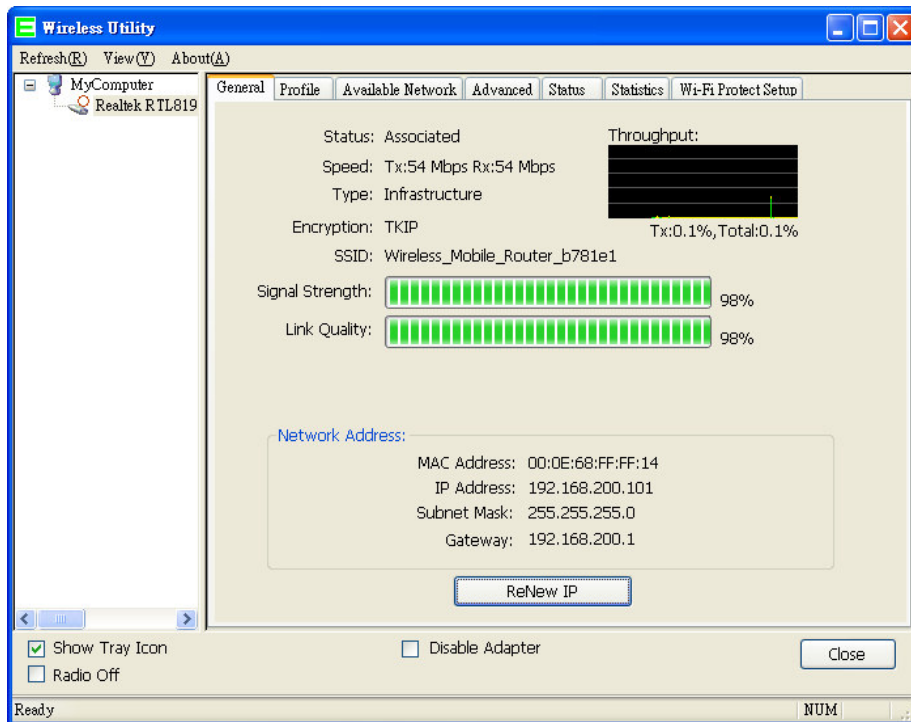 Wireless Utility
Refresh(R) View(V) About(A)
MyComputer
Realtek RTL819
General Profile Available Network Advanced Status Statistics Wi-Fi Protect Setup
Status: Associated
Speed: Tx:54 Mbps Rx:54 Mbps
Type: Infrastructure
Encryption: TKIP
SSID: Wireless_Mobile_Router_b781e1
Throughput:
Tx:0.1%,Total:0.1%
Signal Strength: 98%
Link Quality: 98%
Network Address:
MAC Address: 00:0E:68:FF:FF:14
IP Address: 192.168.200.101
Subnet Mask: 255.255.255.0
Gateway: 192.168.200.1
ReNew IP
Show Tray Icon
Radio Off
Disable Adapter
Close
Ready NUM